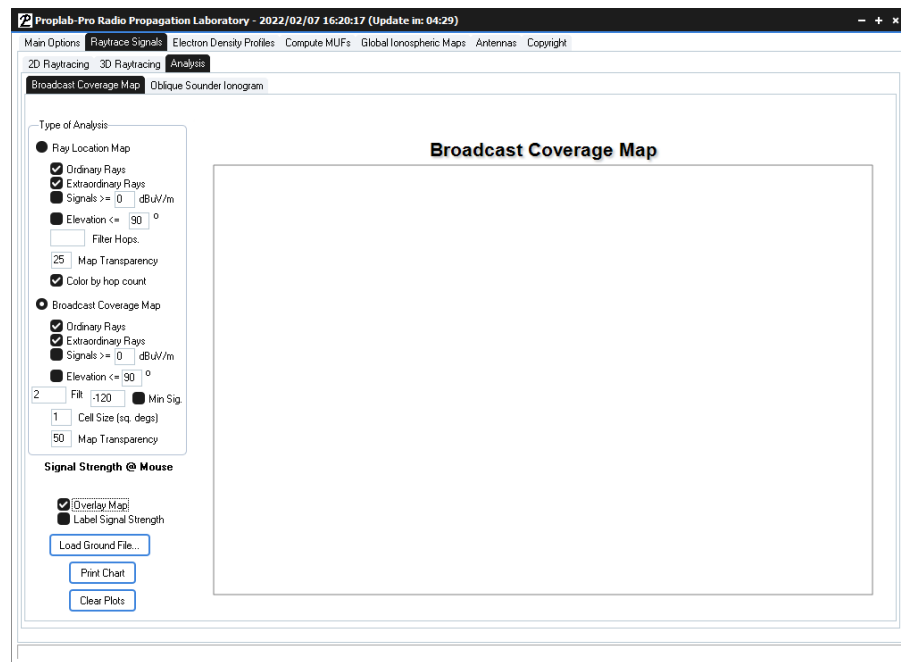 Proplab-Pro Radio Propagation Laboratory - 2022/02/07 16:20:17 (Update in: 04:29)
Main Options Raytrace Signals Electron Density Profiles Compute MUFs Global Ionospheric Maps Antennas Copyright
2D Raytracing 3D Raytracing Analysis
Broadcast Coverage Map Oblique Sounder Ionogram
Type of Analysis
Ray Location Map
Ordinary Rays
Extraordinary Rays
Signals >= 0 dBuV/m
Elevation <= 90 º
Filter Hops.
25 Map Transparency
Color by hop count
Broadcast Coverage Map
Ordinary Rays
Extraordinary Rays
Signals >= 0 dBuV/m
Elevation <= 90 º
2 Filt -120 Min Sig.
1 Cell Size (sq. degs)
50 Map Transparency
Signal Strength @ Mouse
Overlay Map
Label Signal Strength
Load Ground File...
Print Chart
Clear Plots
Broadcast Coverage Map